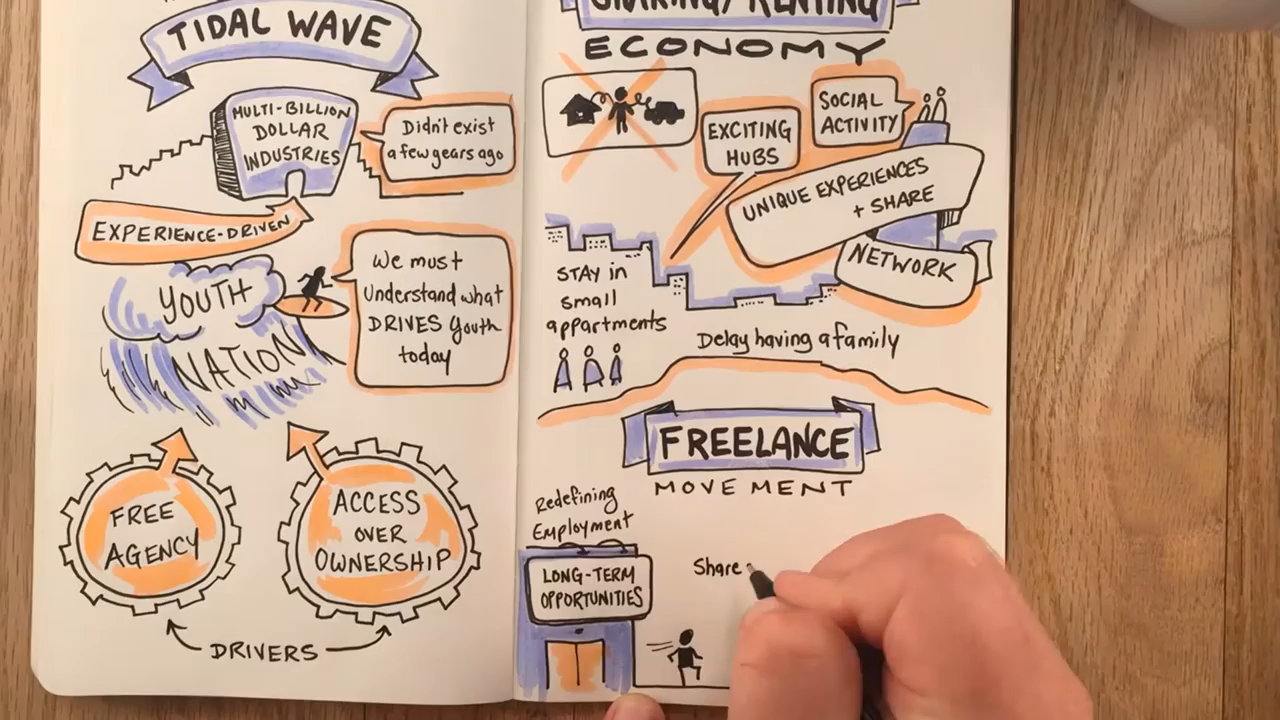 TIDAL WAVE
MULTI-BILLION
DOLLAR
INDUSTRIES
Didn't exist
a few years ago
EXPERIENCE-DRIVEN
YOUTH
NATION
We must
understand what
DRIVES youth
today
FREE
AGENCY
ACCESS
OVER
OWNERSHIP
DRIVERS
SHARING/RENTING
ECONOMY
EXCITING
HUBS
SOCIAL
ACTIVITY
UNIQUE EXPERIENCES
+ SHARE
NETWORK
STAY in
small
appartments
Delay having a family
FREELANCE
MOVEMENT
Redefining
Employment
LONG-TERM
OPPORTUNITIES
Share